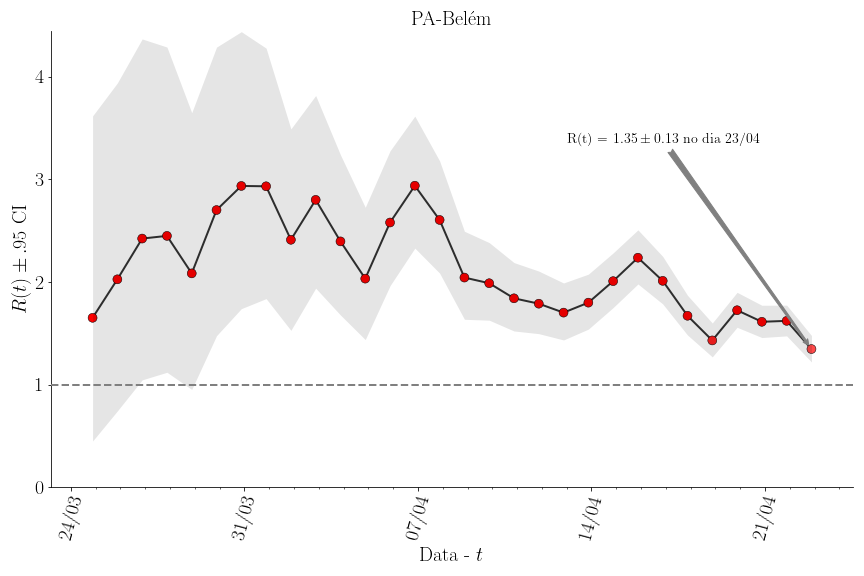 PA-Belém
4
3
2
1
0
R(t) ± .95 CI
R(t) = 1.35 ± 0.13 no dia 23/04
24/03
31/03
07/04
14/04
21/04
Data - t